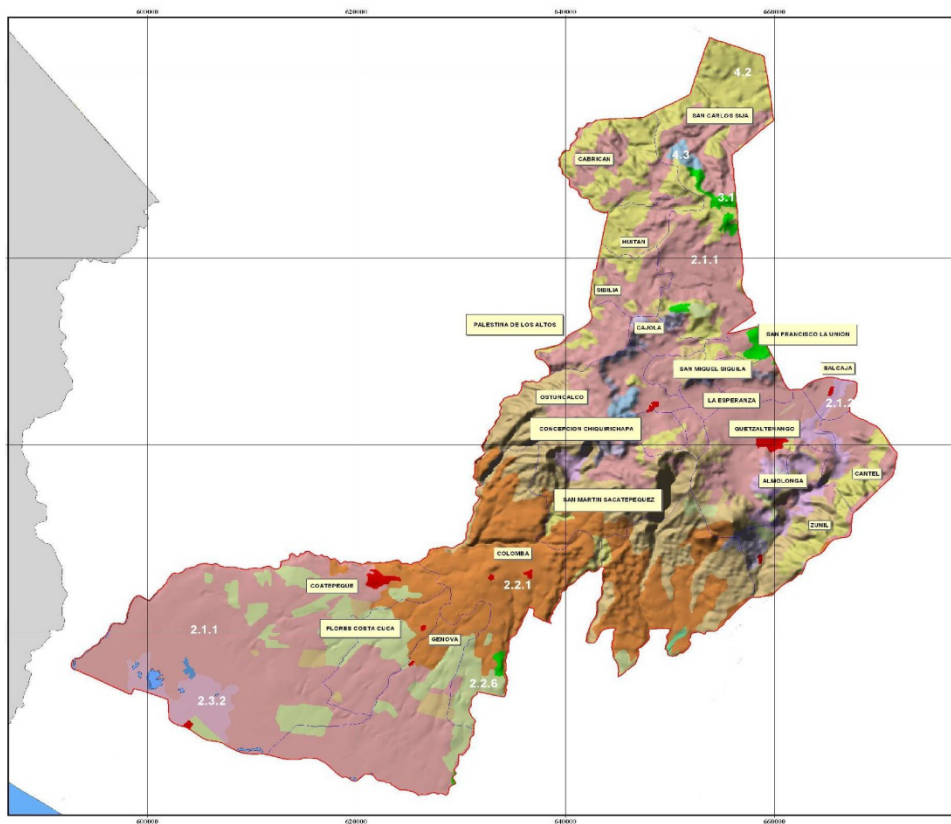 600000 620000 640000 660000
4.2
SAN CARLOS SIJA
4.3
CABRICAN
3.1
HUITAN
2.1.1
SIBILIA
PALESTINA DE LOS ALTOS
CAJOLA
SAN FRANCISCO LA UNION
SAN MIGUEL SIGUILA
SALCAJA
OSTUNCALCO
LA ESPERANZA
2.1.2
CONCEPCION CHIQUIRICHAPA
QUETZALTENANGO
CANTEL
ALMOLONGA
SAN MARTIN SACATEPEQUEZ
ZUNIL
COLOMBA
COATEPEQUE
2.2.1
2.1.1
FLORES COSTA CUCA
GENOVA
2.2.6
2.3.2
600000 620000 640000 660000